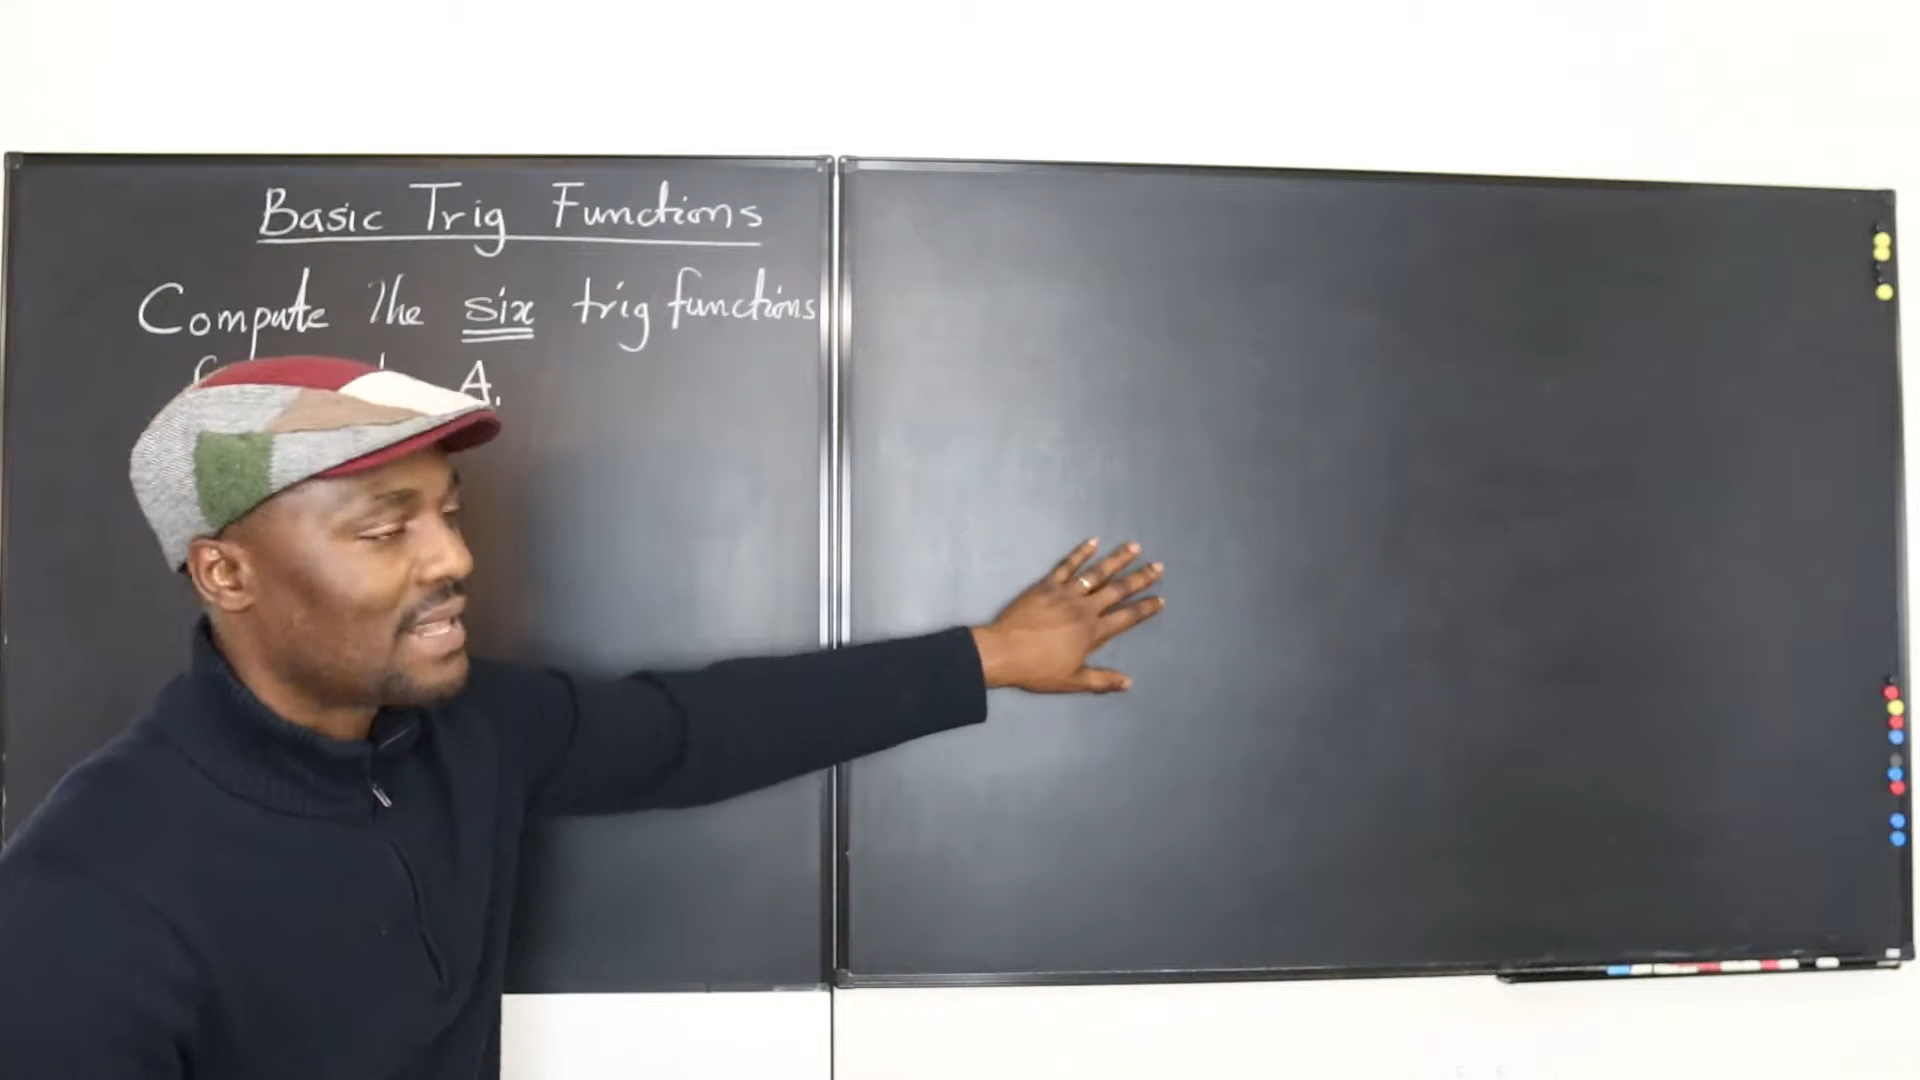 Basic Trig Functions
Compute the six trig functions
A.